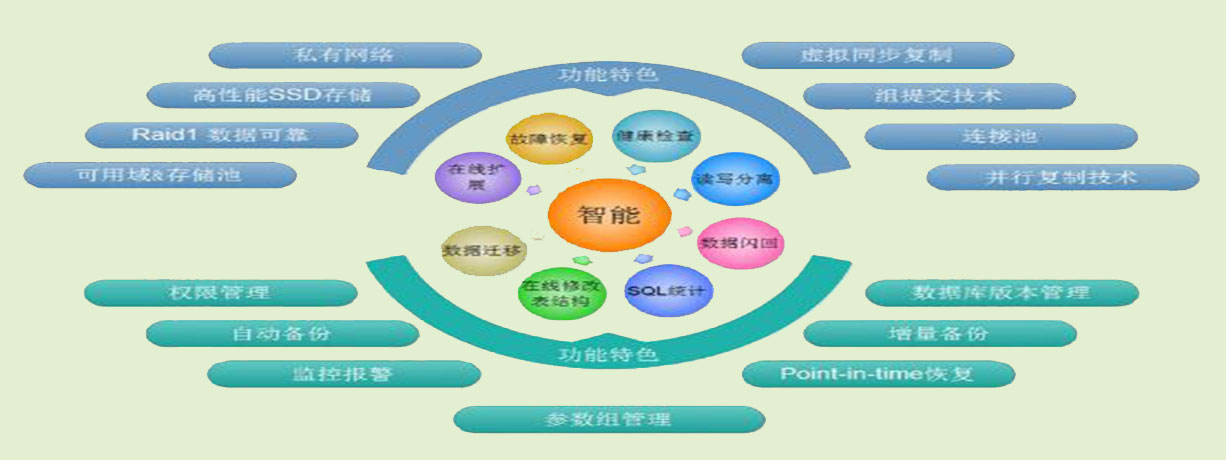 私有网络
虚拟同步复制
功能特色
高性能SSD存储
组提交技术
Raid1 数据可靠
连接池
可用域&存储池
并行复制技术
故障恢复
健康检查
在线扩
展
读写分离
智能
数据迁移
数据闪回
在线修改
表结构
SQL统计
权限管理
数据库版本管理
自动备份
增量备份
功能特色
监控报警
Point-in-time恢复
参数组管理